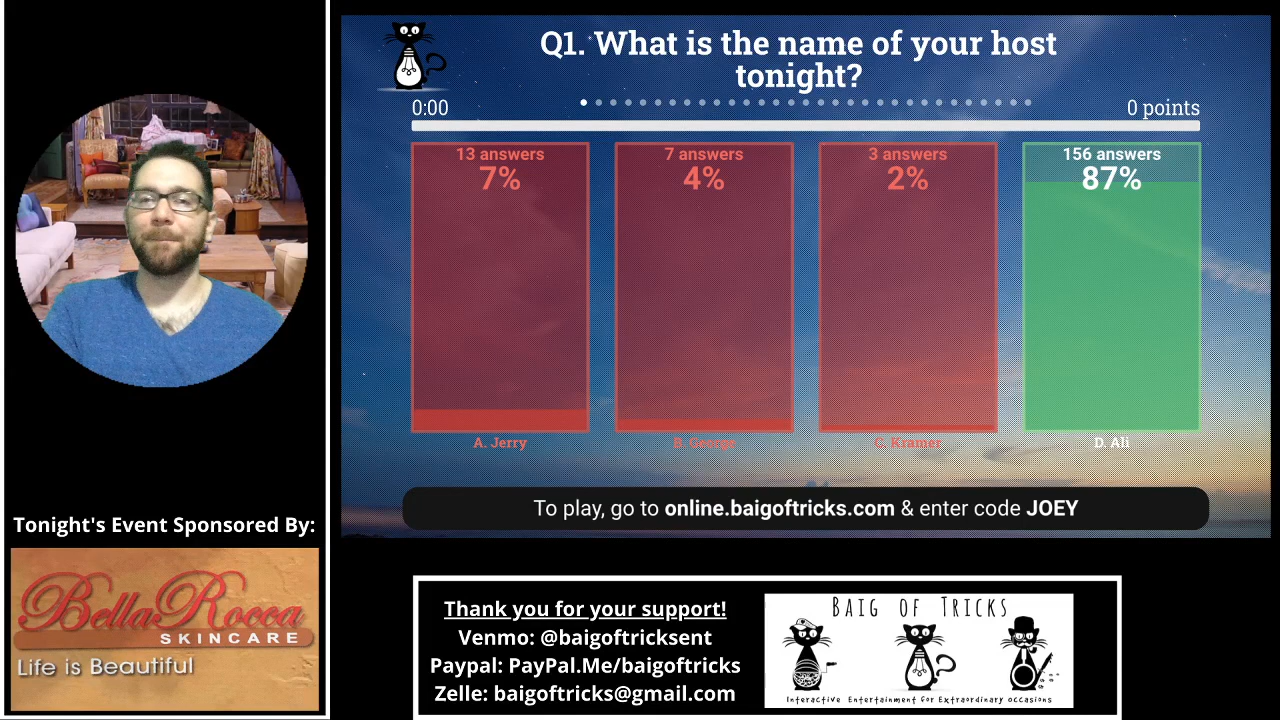 Q1. What is the name of your host
tonight?
0:00
0 points
13 answers
7%
7 answers
4%
3 answers
2%
156 answers
87%
A. Jerry
B. George
C. Kramer
D. Ali
To play, go to online.baigoftricks.com & enter code JOEY
Tonight's Event Sponsored By:
BellaRocca
SKINCARE
Life is Beautiful
Thank you for your support!
Venmo: @baigoftricksent
Paypal: PayPal.Me/baigoftricks
Zelle: baigoftricks@gmail.com
BAIG OF TRICKS
Interactive Entertainment for Extraordinary occasions